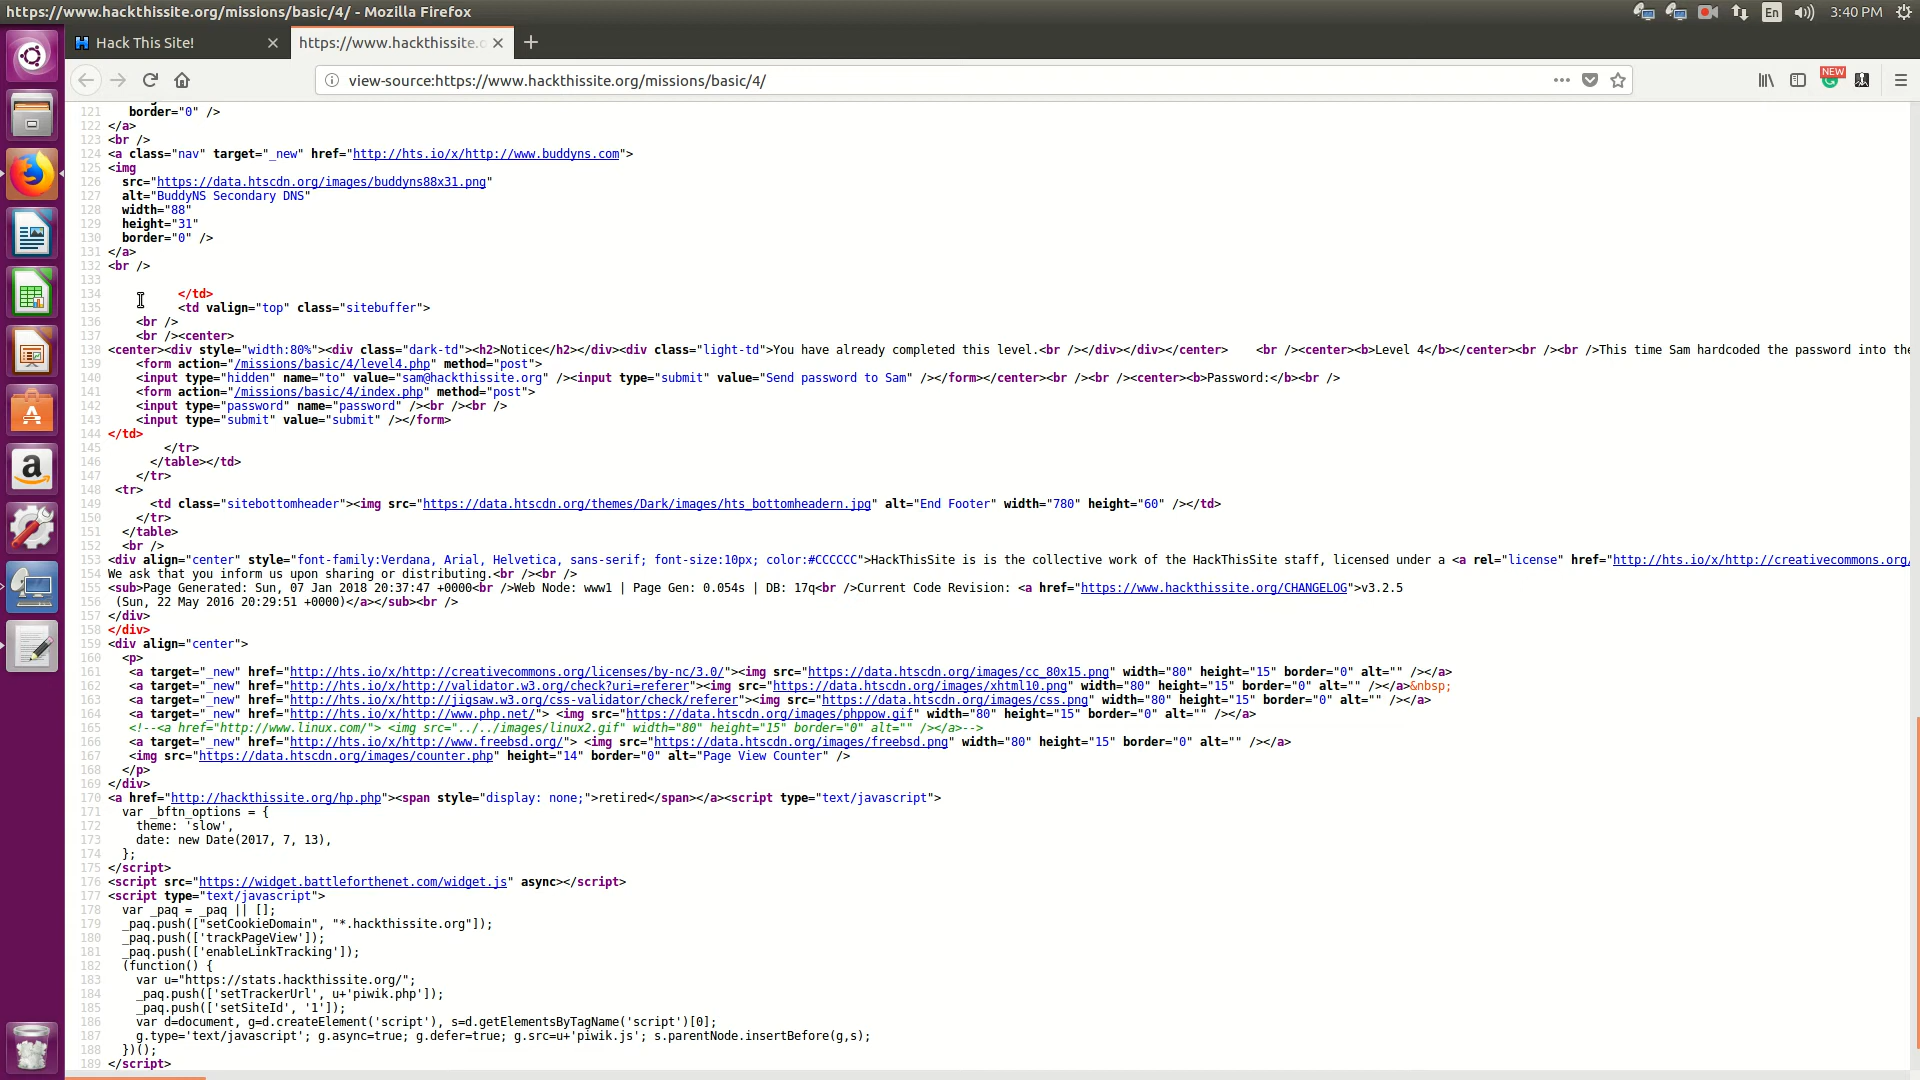 https://www.hackthissite.org/missions/basic/4/ - Mozilla Firefox
En
3:40 PM
Hack This Site!
https://www.hackthissite.o
view-source:https://www.hackthissite.org/missions/basic/4/
NEW
121 border="0" />
122 </a>
123 <br />
124 <a class="nav" target="_new" href="http://hts.io/x/http://www.buddyns.com">
125 <img
126 src="https://data.htscdn.org/images/buddyns88x31.png"
127 alt="BuddyNS Secondary DNS"
128 width="88"
129 height="31"
130 border="0" />
131 </a>
132 <br />
133
134 </td>
135 <td valign="top" class="sitebuffer">
136 <br />
137 <br /><center>
138 <center><div style="width:80%"><div class="dark-td"><h2>Notice</h2></div><div class="light-td">You have already completed this level.<br /></div></div></center> <br /><center><b>Level 4</b></center><br /><br />This time Sam hardcoded the password into the
139 <form action="/missions/basic/4/level4.php" method="post">
140 <input type="hidden" name="to" value="sam@hackthissite.org" /><input type="submit" value="Send password to Sam" /></form></center><br /><br /><center><b>Password:</b><br />
141 <form action="/missions/basic/4/index.php" method="post">
142 <input type="password" name="password" /><br /><br />
143 <input type="submit" value="submit" /></form>
144 </td>
145 </tr>
146 </table></td>
147 </tr>
148 <tr>
149 <td class="sitebottomheader"><img src="https://data.htscdn.org/themes/Dark/images/hts_bottomheadern.jpg" alt="End Footer" width="780" height="60" /></td>
150 </tr>
151 </table>
152 <br />
153 <div align="center" style="font-family:Verdana, Arial, Helvetica, sans-serif; font-size:10px; color:#CCCCCC">HackThisSite is is the collective work of the HackThisSite staff, licensed under a <a rel="license" href="http://hts.io/x/http://creativecommons.org/
154 We ask that you inform us upon sharing or distributing.<br /><br />
155 <sub>Page Generated: Sun, 07 Jan 2018 20:37:47 +0000<br />Web Node: www1 | Page Gen: 0.054s | DB: 17q<br />Current Code Revision: <a href="https://www.hackthissite.org/CHANGELOG">v3.2.5
156 (Sun, 22 May 2016 20:29:51 +0000)</a></sub><br />
157 </div>
158 </div>
159 <div align="center">
160 <p>
161 <a target="_new" href="http://hts.io/x/http://creativecommons.org/licenses/by-nc/3.0/"><img src="https://data.htscdn.org/images/cc_80x15.png" width="80" height="15" border="0" alt="" /></a>
162 <a target="_new" href="http://hts.io/x/http://validator.w3.org/check?uri=referer"><img src="https://data.htscdn.org/images/xhtml10.png" width="80" height="15" border="0" alt="" /></a>&nbsp;
163 <a target="_new" href="http://hts.io/x/http://jigsaw.w3.org/css-validator/check/referer"><img src="https://data.htscdn.org/images/css.png" width="80" height="15" border="0" alt="" /></a>
164 <a target="_new" href="http://hts.io/x/http://www.php.net/"> <img src="https://data.htscdn.org/images/phppow.gif" width="80" height="15" border="0" alt="" /></a>
165 <!--<a href="http://www.linux.com/"> <img src="../../images/linux2.gif" width="80" height="15" border="0" alt="" /></a>-->
166 <a target="_new" href="http://hts.io/x/http://www.freebsd.org/"> <img src="https://data.htscdn.org/images/freebsd.png" width="80" height="15" border="0" alt="" /></a>
167 <img src="https://data.htscdn.org/images/counter.php" height="14" border="0" alt="Page View Counter" />
168 </p>
169 </div>
170 <a href="http://hackthissite.org/hp.php"><span style="display: none;">retired</span></a><script type="text/javascript">
171 var _bftn_options = {
172 theme: 'slow',
173 date: new Date(2017, 7, 13),
174 };
175 </script>
176 <script src="https://widget.battleforthenet.com/widget.js" async></script>
177 <script type="text/javascript">
178 var _paq = _paq || [];
179 _paq.push(["setCookieDomain", "*.hackthissite.org"]);
180 _paq.push(['trackPageView']);
181 _paq.push(['enableLinkTracking']);
182 (function() {
183 var u="https://stats.hackthissite.org/";
184 _paq.push(['setTrackerUrl', u+'piwik.php']);
185 _paq.push(['setSiteId', '1']);
186 var d=document, g=d.createElement('script'), s=d.getElementsByTagName('script')[0];
187 g.type='text/javascript'; g.async=true; g.defer=true; g.src=u+'piwik.js'; s.parentNode.insertBefore(g,s);
188 })();
189 </script>